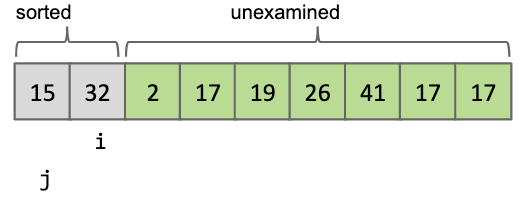 sorted unexamined
15 32 2 17 19 26 41 17 17
i
j